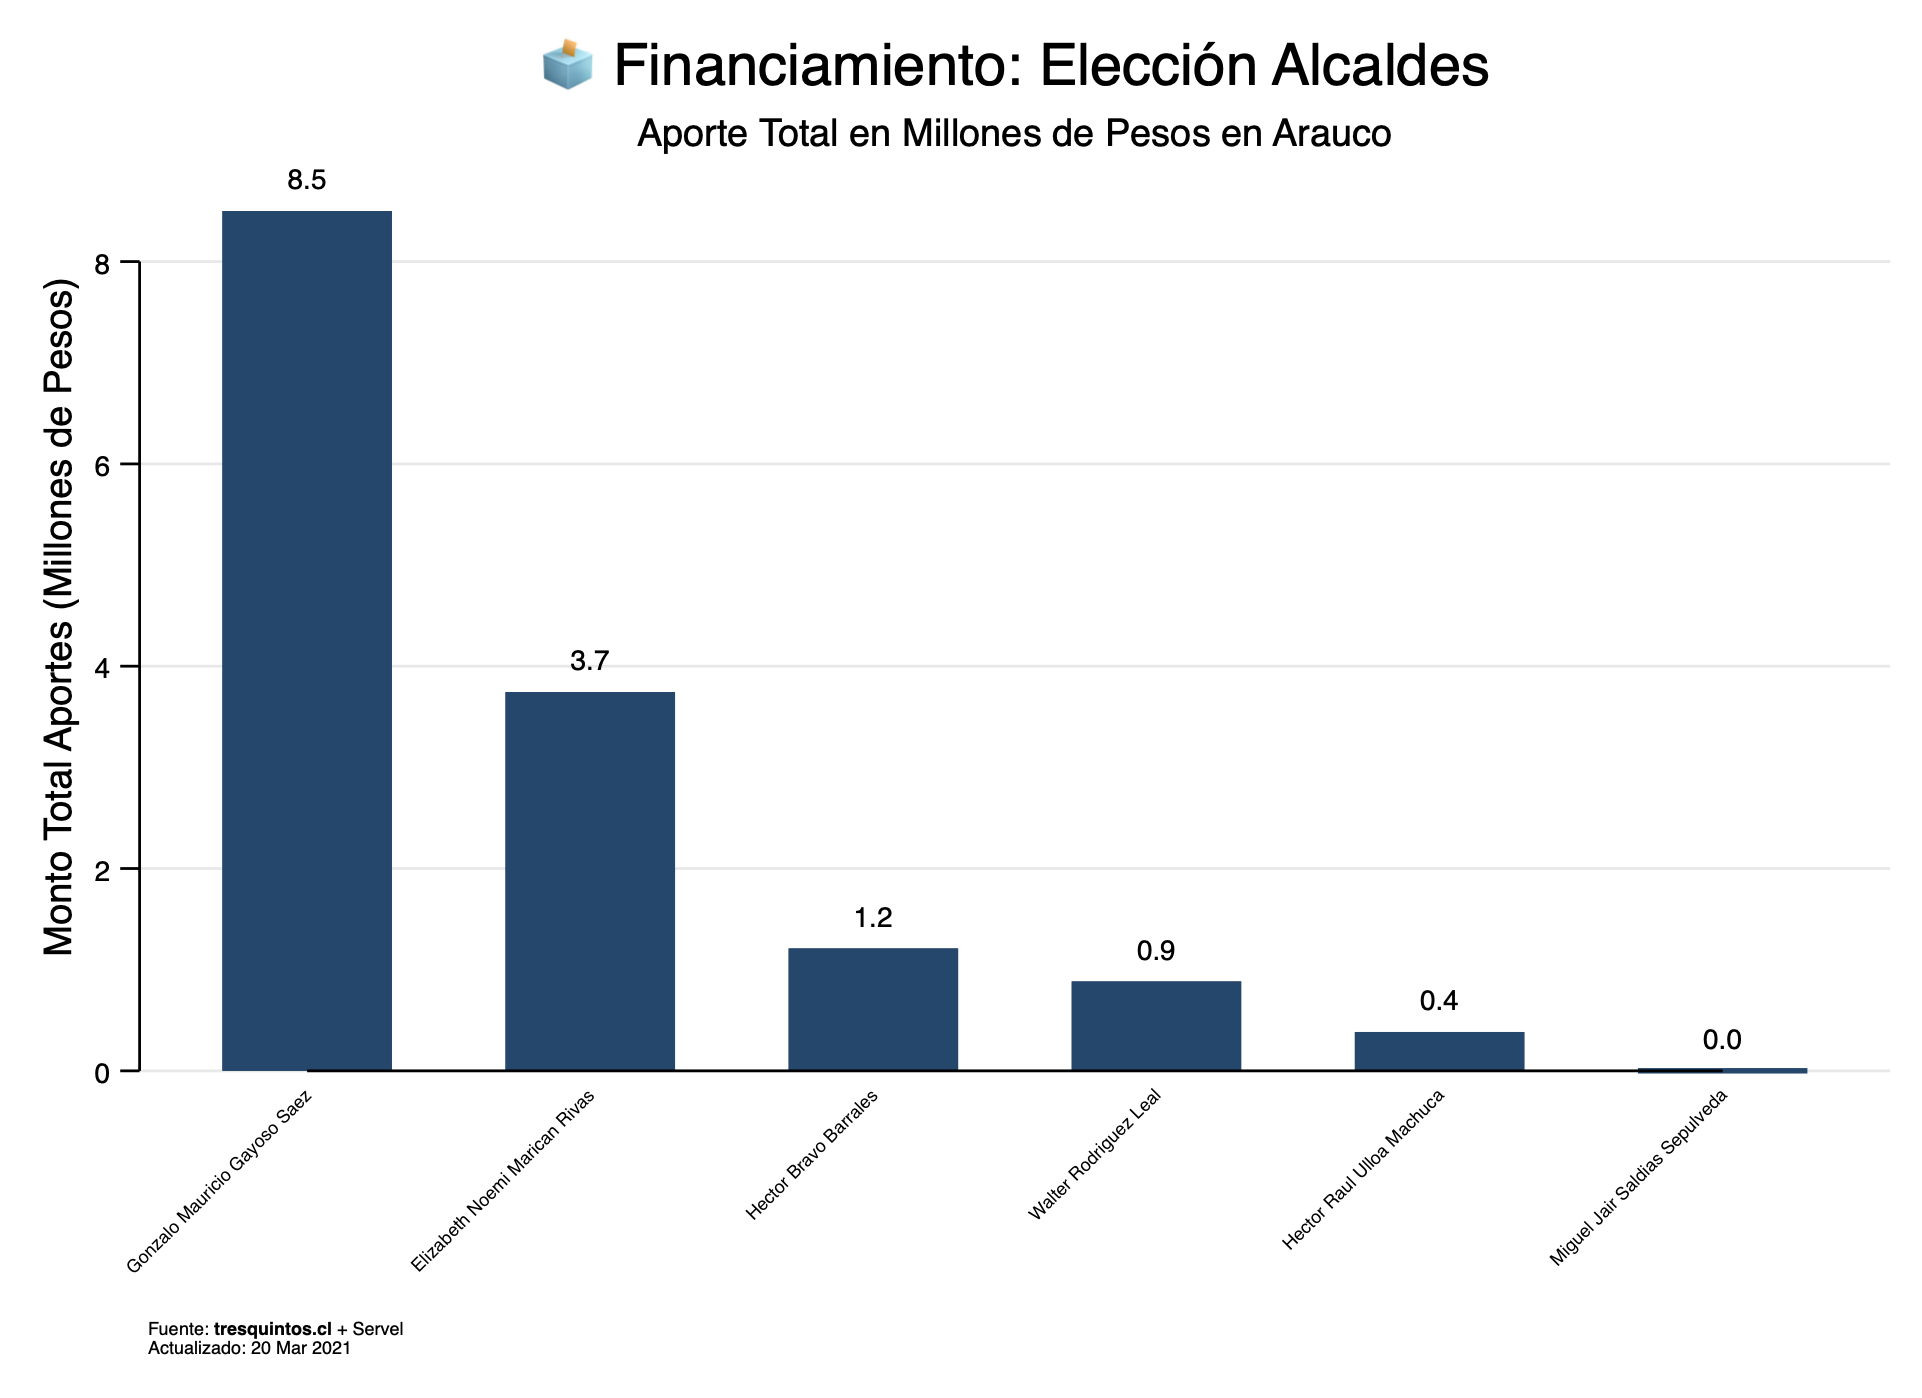 Financiamiento: Elección Alcaldes
Aporte Total en Millones de Pesos en Arauco
Monto Total Aportes (Millones de Pesos)
8
6
4
2
0
8.5
3.7
1.2
0.9
0.4
0.0
Gonzalo Mauricio Gayoso Saez
Elizabeth Noemi Marican Rivas
Hector Bravo Barrales
Walter Rodriguez Leal
Hector Raul Ulloa Machuca
Miguel Jair Saldias Sepulveda
Fuente: tresquintos.cl + Servel
Actualizado: 20 Mar 2021